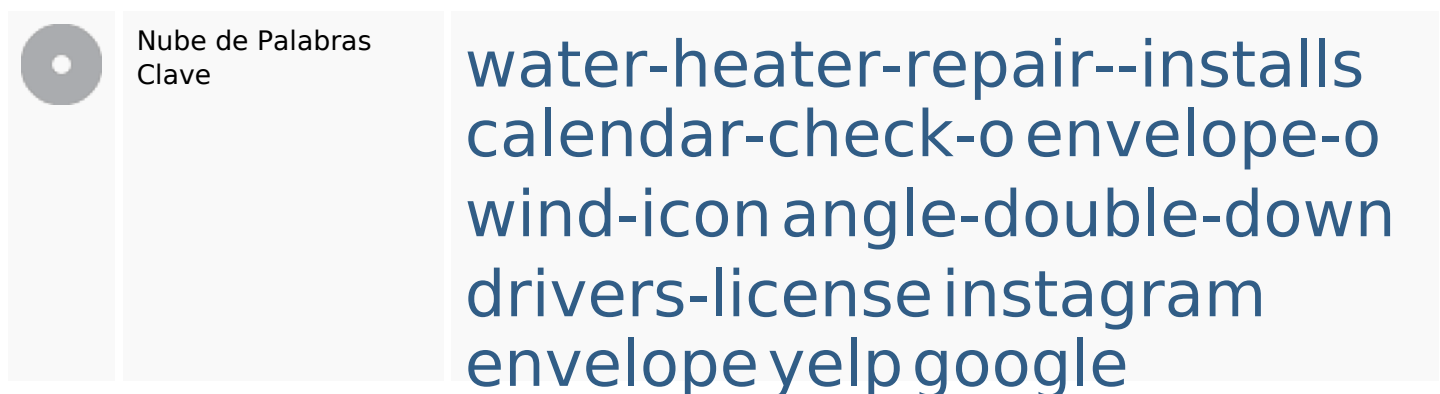 Nube de Palabras
Clave
water-heater-repair--installs
calendar-check-o envelope-o
wind-icon angle-double-down
drivers-license instagram
envelope yelp google